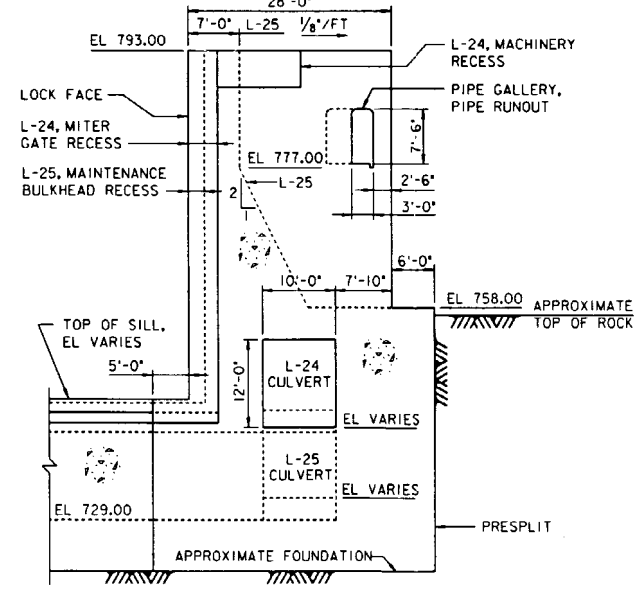 28'-0"
7'-0" L-25 1/8"/FT
EL 793.00
L-24, MACHINERY
RECESS
PIPE GALLERY,
PIPE RUNOUT
LOCK FACE
L-24, MITER
GATE RECESS
7'-6"
EL 777.00
L-25, MAINTENANCE
BULKHEAD RECESS
L-25
2
1
2'-6"
3'-0"
6'-0"
10'-0" 7'-10"
EL 758.00 APPROXIMATE
TOP OF ROCK
TOP OF SILL,
EL VARIES
5'-0"
12'-0"
L-24
CULVERT
EL VARIES
L-25
CULVERT
EL VARIES
EL 729.00
PRESPLIT
APPROXIMATE FOUNDATION